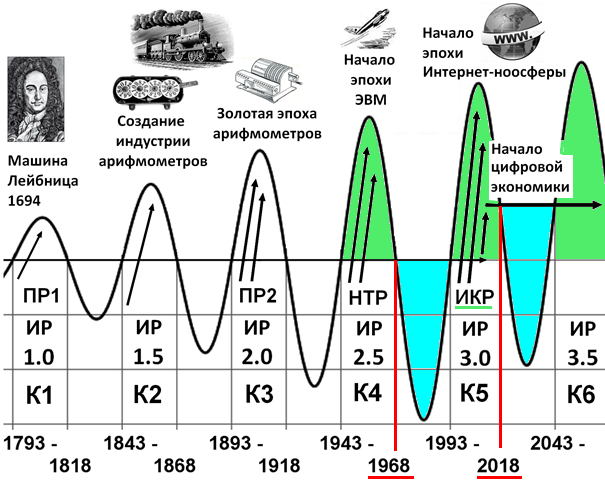 Машина
Лейбница
1694
Создание
индустрии
арифмометров
Золотая эпоха
арифмометров
Начало
эпохи
ЭВМ
Начало
эпохи
Интернет-ноосферы
WWW.
Начало
цифровой
экономики
ПР1
ПР2
НТР
ИКР
ИР ИР ИР ИР ИР ИР
1.0 1.5 2.0 2.5 3.0 3.5
К1 К2 К3 К4 К5 К6
1793 - 1843 - 1893 - 1943 - 1993 - 2043 -
1818 1868 1918 1968 2018